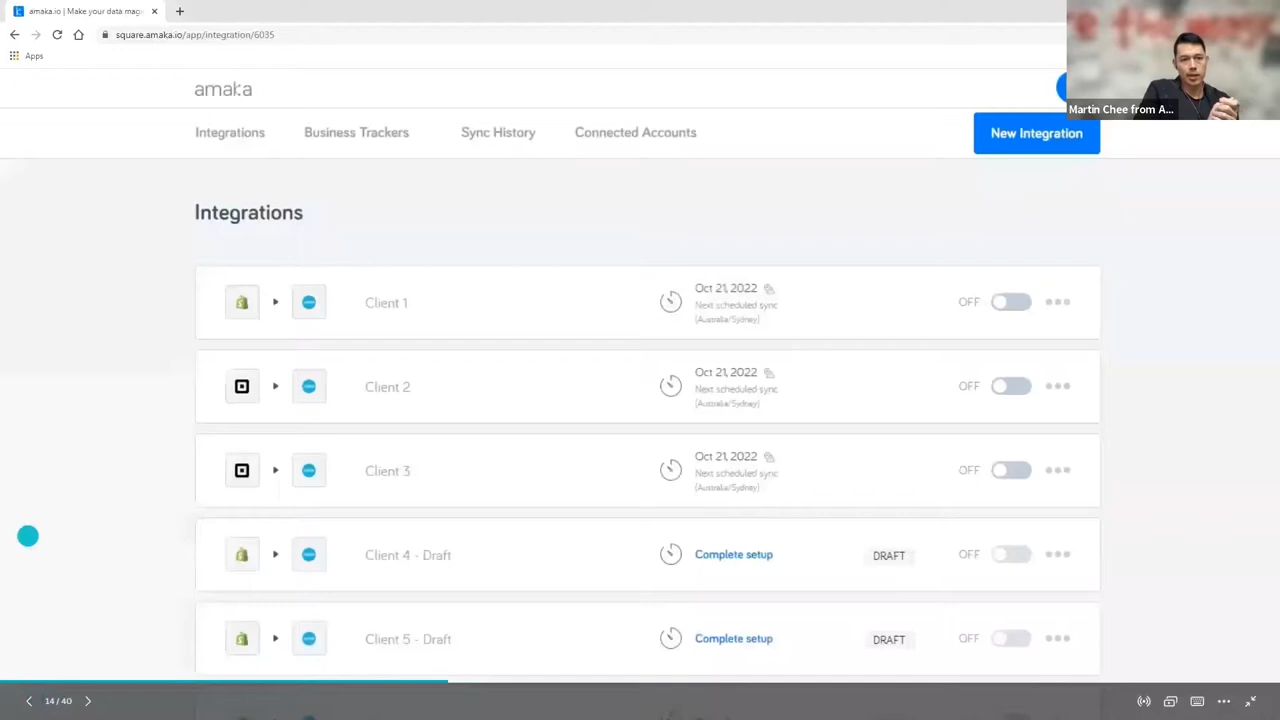 amaka.io | Make your data mag
square.amaka.io/app/integration/6035
Apps
amaka
Martin Chee from A...
Integrations
Business Trackers
Sync History
Connected Accounts
New Integration
Integrations
Client 1
Oct 21, 2022
Next scheduled sync
(Australia/Sydney)
OFF
Client 2
Oct 21, 2022
Next scheduled sync
(Australia/Sydney)
OFF
Client 3
Oct 21, 2022
Next scheduled sync
(Australia/Sydney)
OFF
Client 4 - Draft
Complete setup
DRAFT
OFF
Client 5 - Draft
Complete setup
DRAFT
OFF
14 / 40